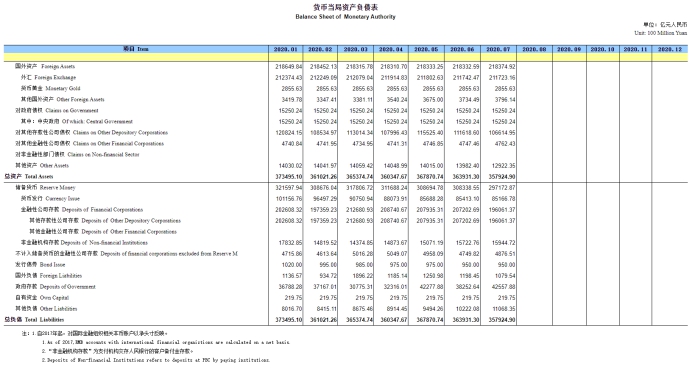 货币当局资产负债表
Balance Sheet of Monetary Authority
单位：亿元人民币
Unit: 100 Million Yuan
项目 Item 2020.01 2020.02 2020.03 2020.04 2020.05 2020.06 2020.07 2020.08 2020.09 2020.10 2020.11 2020.12
国外资产 Foreign Assets 218649.84 218452.13 218315.78 218310.70 218333.25 218332.59 218374.92
外汇 Foreign Exchange 212374.43 212249.09 212079.04 211914.83 211802.63 211742.47 211723.16
货币黄金 Monetary Gold 2855.63 2855.63 2855.63 2855.63 2855.63 2855.63 2855.63
其他国外资产 Other Foreign Assets 3419.78 3347.41 3381.11 3540.24 3675.00 3734.49 3796.14
对政府债权 Claims on Government 15250.24 15250.24 15250.24 15250.24 15250.24 15250.24 15250.24
其中：中央政府 Of which: Central Government 15250.24 15250.24 15250.24 15250.24 15250.24 15250.24 15250.24
对其他存款性公司债权 Claims on Other Depository Corporations 120824.15 108534.97 113014.34 107996.43 115525.40 111618.60 106614.95
对其他金融性公司债权 Claims on Other Financial Corporations 4740.84 4741.95 4734.95 4741.31 4746.85 4747.46 4762.43
对非金融性部门债权 Claims on Non-financial Sector
其他资产 Other Assets 14030.02 14041.97 14059.42 14048.99 14015.00 13982.40 12922.35
总资产 Total Assets 373495.10 361021.26 365374.74 360347.67 367870.74 363931.30 357924.90
储备货币 Reserve Money 321597.94 308676.04 317806.72 311688.24 308694.78 308338.55 297172.87
货币发行 Currency Issue 101156.76 96497.29 90750.94 88073.91 85688.28 85413.10 85166.78
金融性公司存款 Deposits of Financial Corporations 202608.32 197359.23 212680.93 208740.67 207935.31 207202.69 196061.37
其他存款性公司存款 Deposits of Other Depository Corporations 202608.32 197359.23 212680.93 208740.67 207935.31 207202.69 196061.37
其他金融性公司存款 Deposits of Other Financial Corporations
非金融机构存款 Deposits of Non-financial Institutions 17832.85 14819.52 14374.85 14873.67 15071.19 15722.76 15944.72
不计入储备货币的金融性公司存款 Deposits of financial corporations excluded from Reserve M 4715.86 4613.64 5016.28 5049.07 4958.09 4749.82 4876.51
发行债券 Bond Issue 1020.00 995.00 985.00 975.00 975.00 950.00 950.00
国外负债 Foreign Liabilities 1136.57 934.72 1896.22 1185.14 1250.98 1198.45 1079.54
政府存款 Deposits of Government 36788.28 37167.01 30775.31 32316.01 42277.88 38252.64 42557.88
自有资金 Own Capital 219.75 219.75 219.75 219.75 219.75 219.75 219.75
其他负债 Other Liabilities 8016.70 8415.11 8675.46 8914.45 9494.26 10222.08 11068.35
总负债 Total Liabilities 373495.10 361021.26 365374.74 360347.67 367870.74 363931.30 357924.90
注：1.自2017年起，对国际金融组织相关本币账户以净头寸反映。
1.As of 2017,RMB accounts with international financial organizations are calculated on a net basis.
2.“非金融机构存款”为支付机构交存人民银行的客户备付金存款。
2.Deposits of Non-financial Institutions refers to deposits at PBC by paying institutions.